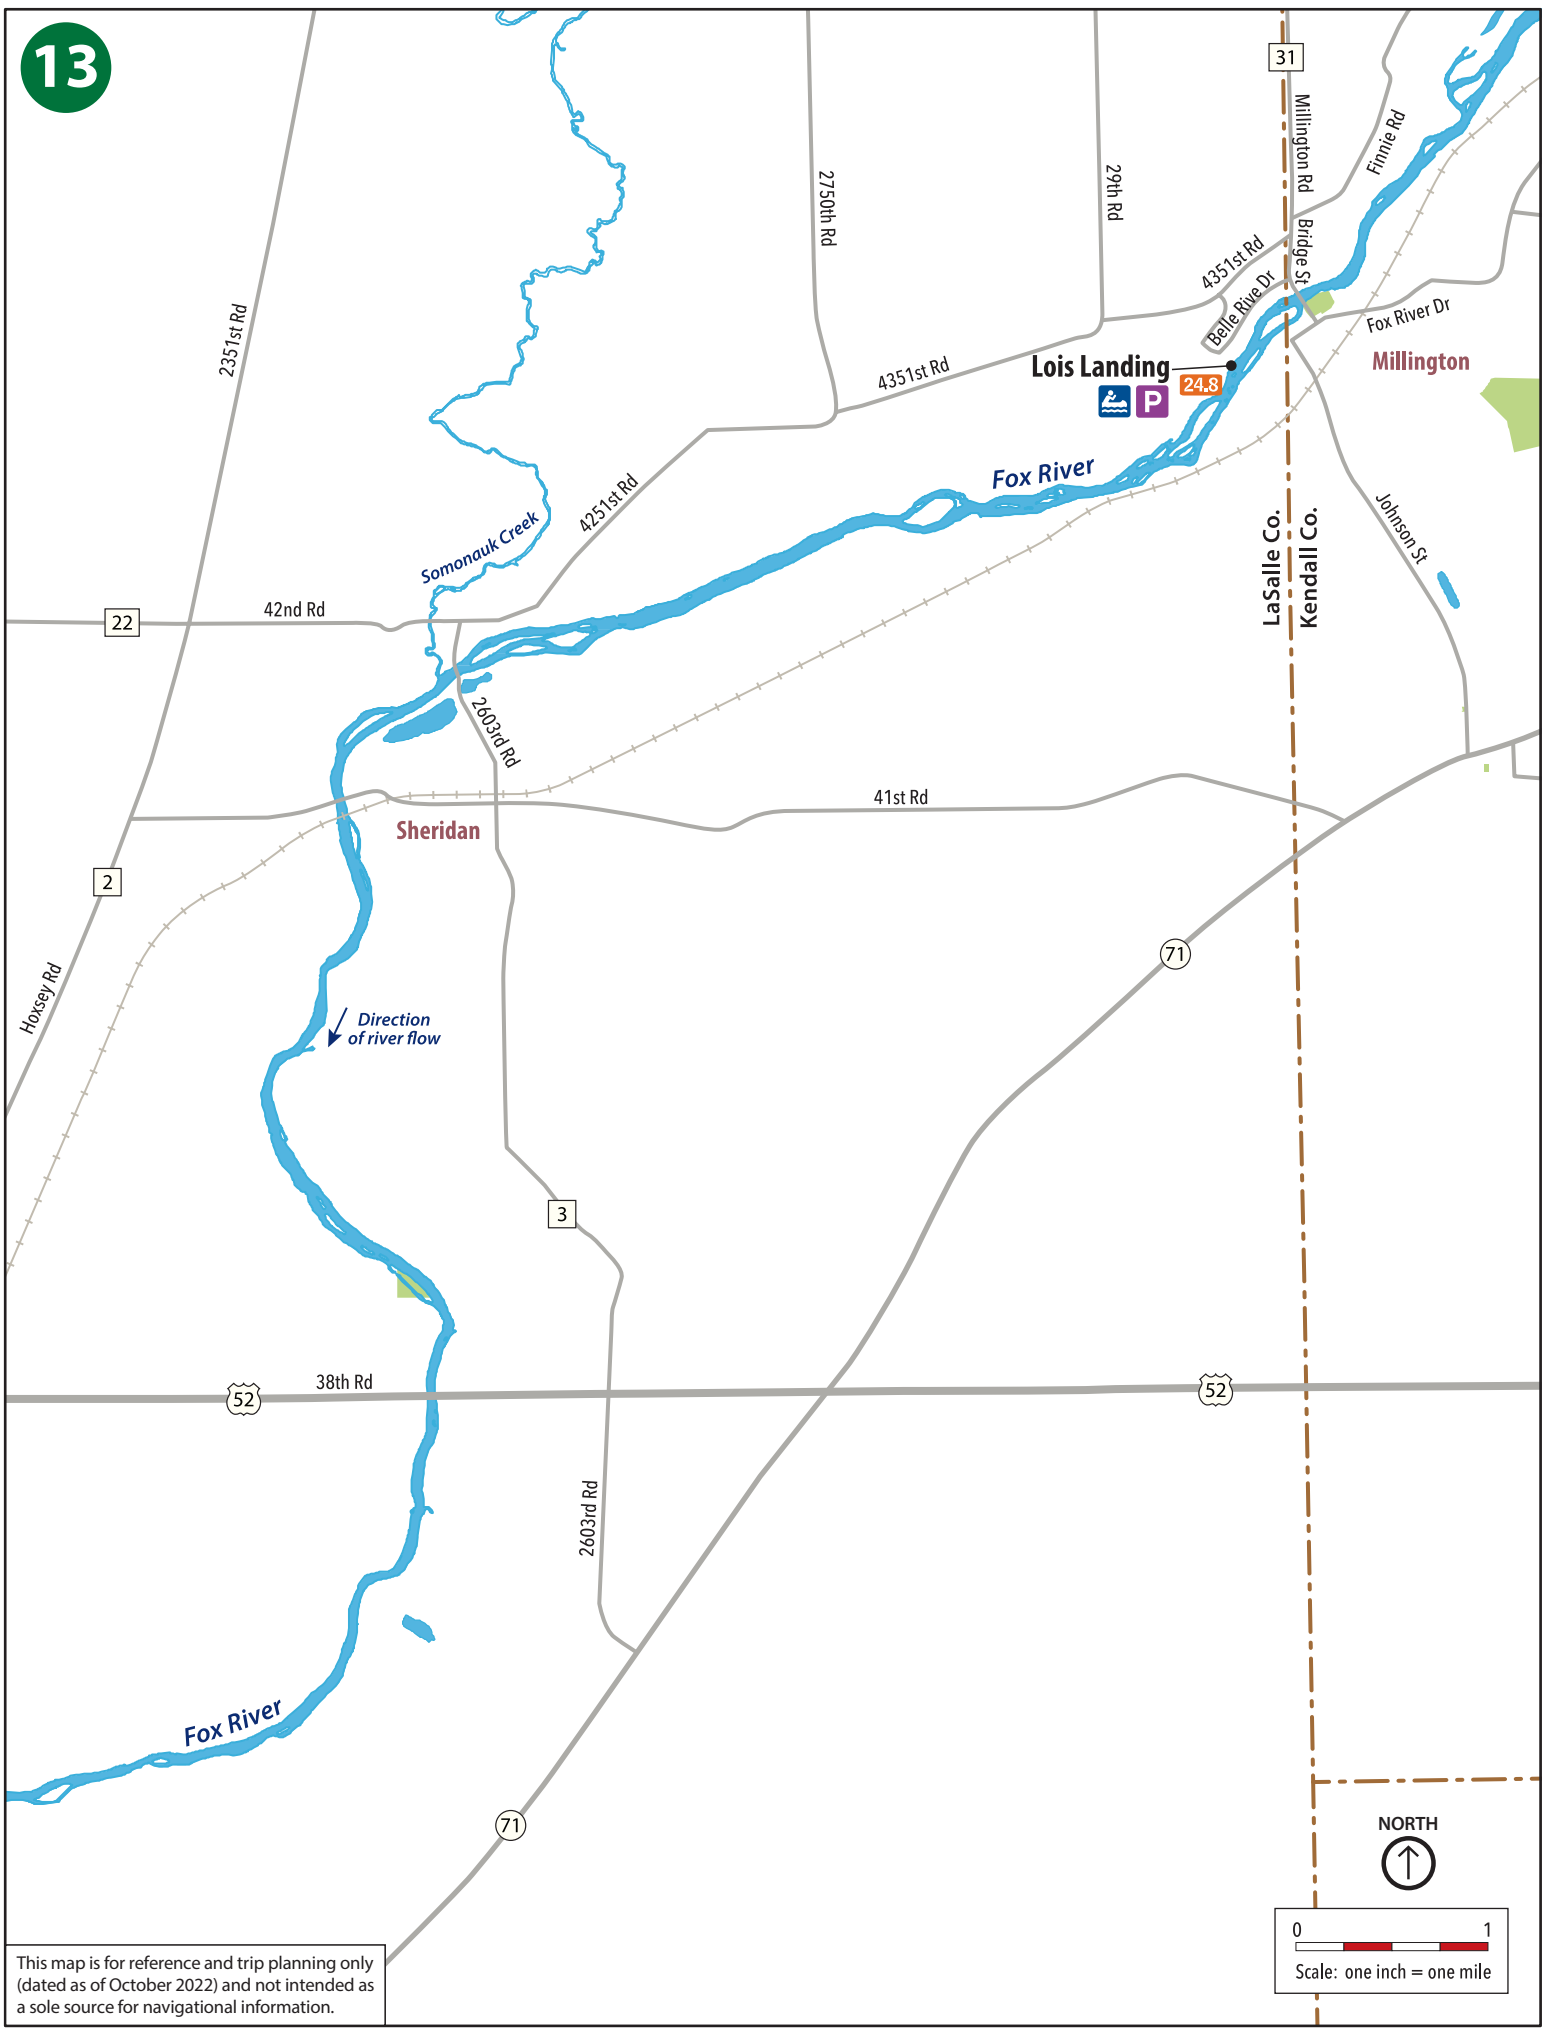 13
31
Millington Rd
Finnie Rd
2750th Rd
29th Rd
Bridge St
4351st Rd
Belle Rive Dr
Fox River Dr
2351st Rd
Millington
Lois Landing
24.8
P
4351st Rd
Fox River
4251st Rd
Somonauk Creek
Johnson St
LaSalle Co.
Kendall Co.
22
42nd Rd
2603rd Rd
41st Rd
Sheridan
2
71
Hoxsey Rd
Direction
of river flow
3
52
38th Rd
52
2603rd Rd
Fox River
71
NORTH
0 1
Scale: one inch = one mile
This map is for reference and trip planning only
(dated as of October 2022) and not intended as
a sole source for navigational information.